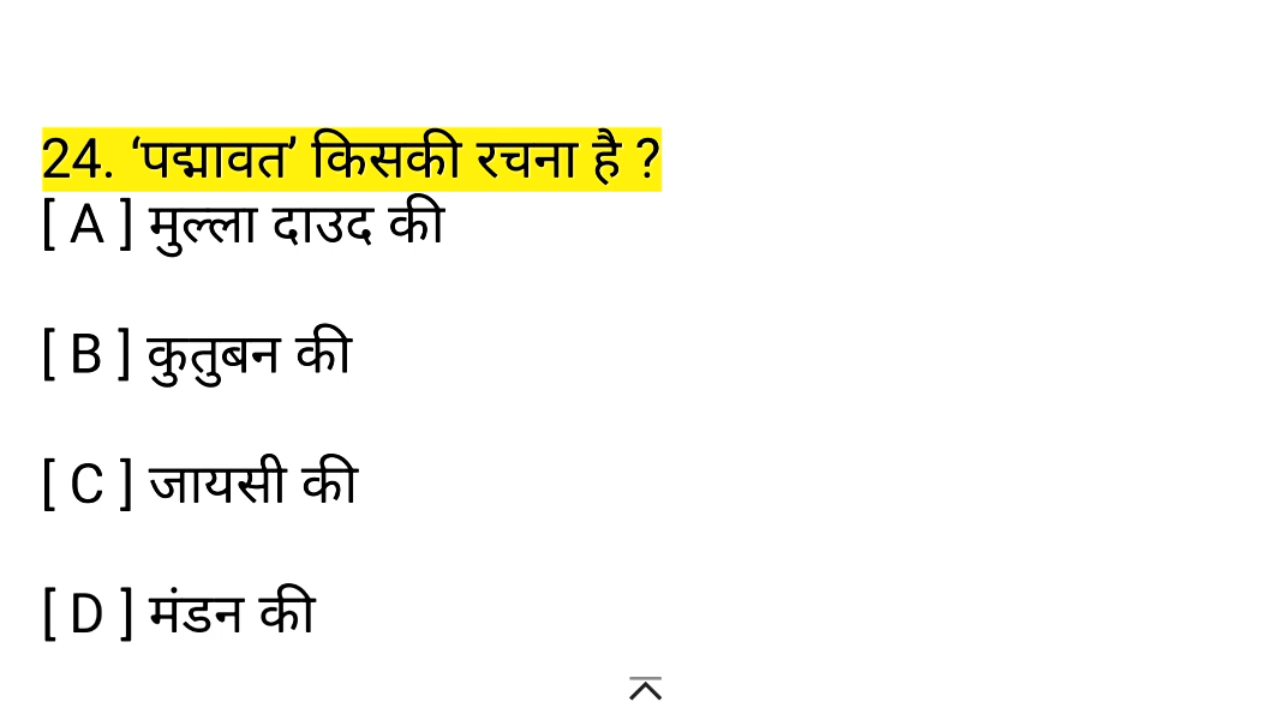 24. ‘पद्मावत’ किसकी रचना है ?
[ A ] मुल्ला दाउद की
[ B ] कुतुबन की
[ C ] जायसी की
[ D ] मंडन की